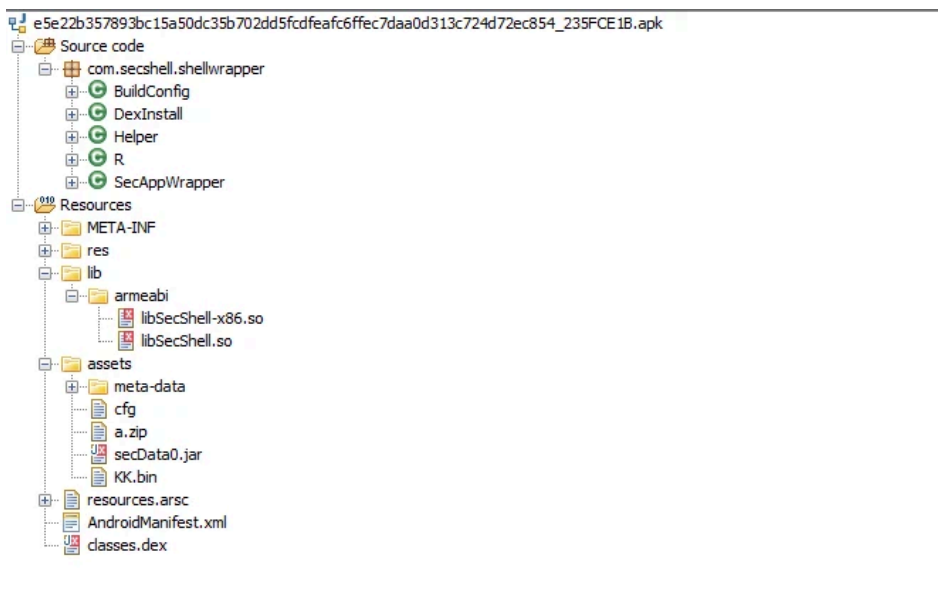 e5e22b357893bc15a50dc35b702dd5fcdfeafc6ffec7daa0d313c724d72ec854_235FCE1B.apk
Source code
com.secshell.shellwrapper
BuildConfig
DexInstall
Helper
R
SecAppWrapper
Resources
META-INF
res
lib
armeabi
libSecShell-x86.so
libSecShell.so
assets
meta-data
cfg
a.zip
secData0.jar
KK.bin
resources.arsc
AndroidManifest.xml
classes.dex